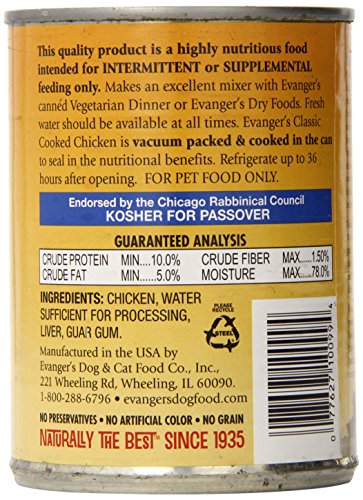 This quality product is a highly nutritious food
intended for INTERMITTENT or SUPPLEMENTAL
feeding only. Makes an excellent mixer with Evanger's
canned Vegetarian Dinner or Evanger's Dry Foods. Fresh
water should be available at all times. Evanger's Classic
Cooked Chicken is vacuum packed & cooked in the can
to seal in the nutritional benefits. Refrigerate up to 36
hours after opening. FOR PET FOOD ONLY.
Endorsed by the Chicago Rabbinical Council
KOSHER FOR PASSOVER
GUARANTEED ANALYSIS
CRUDE PROTEIN MIN....10.0% CRUDE FIBER MAX....1.50%
CRUDE FAT MIN......5.0% MOISTURE MAX....78.0%
INGREDIENTS: CHICKEN, WATER
SUFFICIENT FOR PROCESSING,
LIVER, GUAR GUM.
PLEASE
RECYCLE
STEEL
Manufactured in the USA by
Evanger's Dog & Cat Food Co., Inc.,
221 Wheeling Rd, Wheeling, IL 60090.
1-800-288-6796 • evangersdogfood.com
NO PRESERVATIVES • NO ARTIFICIAL COLOR • NO GRAIN
NATURALLY THE BEST™ SINCE 1935
0 77627 10099 4